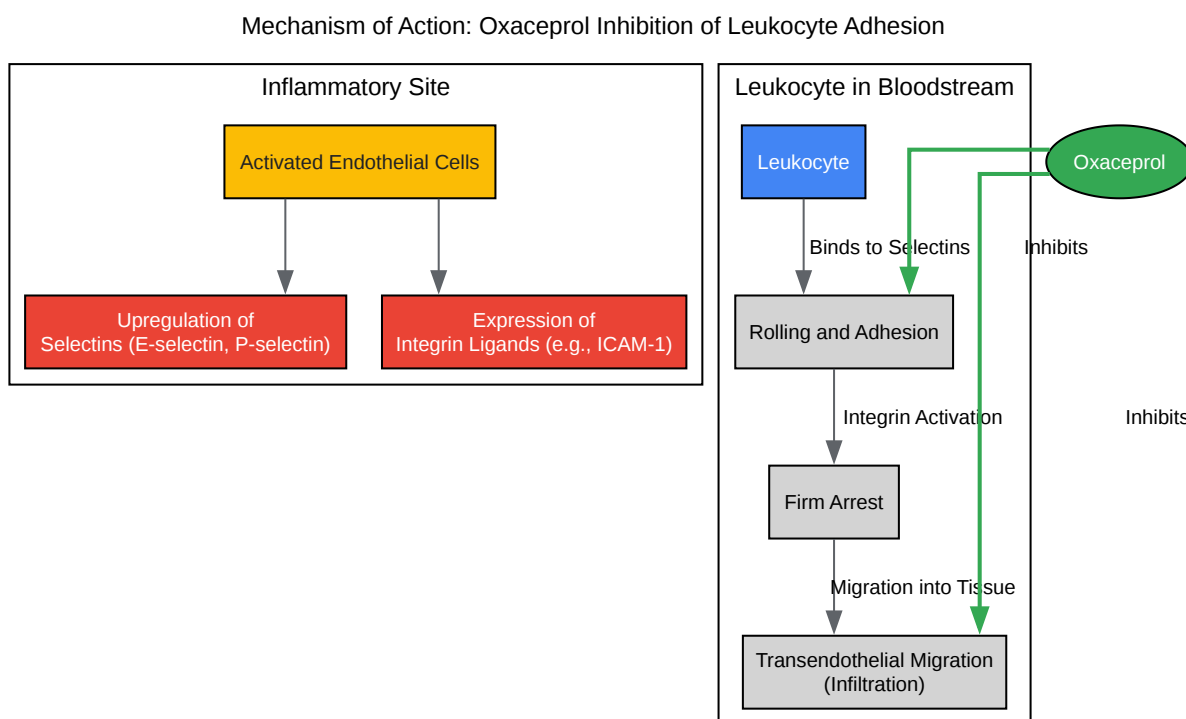 Mechanism of Action: Oxaceprol Inhibition of Leukocyte Adhesion
Inflammatory Site
Activated Endothelial Cells
Upregulation of
Selectins (E-selectin, P-selectin)
Expression of
Integrin Ligands (e.g., ICAM-1)
Leukocyte in Bloodstream
Leukocyte
Oxaceprol
Binds to Selectins
Inhibits
Rolling and Adhesion
Integrin Activation
Inhibits
Firm Arrest
Migration into Tissue
Transendothelial Migration
(Infiltration)